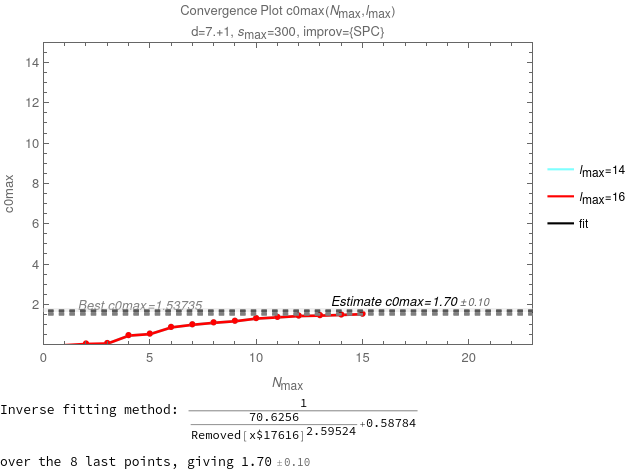 Convergence Plot c0max(Nmax,lmax)
d=7.+1, smax=300, improv={SPC}
c0max
14
12
10
8
6
4
2
Best c0max=1.53735
Estimate c0max=1.70 ±0.10
0 5 10 15 20
Nmax
lmax=14
lmax=16
fit
Inverse fitting method:
1
70.6256
Removed[x$17616]^2.59524
+0.58784
over the 8 last points, giving 1.70 ±0.10